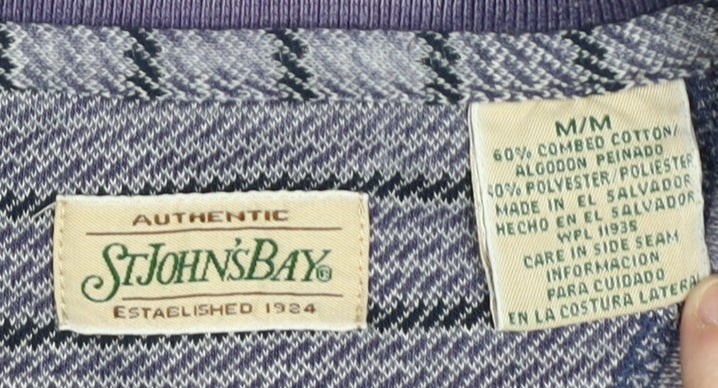 AUTHENTIC
ST JOHN'S BAY®
ESTABLISHED 1984
M/M
60% COMBED COTTON/
ALGODON PEINADO
40% POLYESTER/POLIESTER
MADE IN EL SALVADOR
HECHO EN EL SALVADOR
WPL 11935
CARE IN SIDE SEAM
INFORMACION
PARA CUIDADO
EN LA COSTURA LATERAL